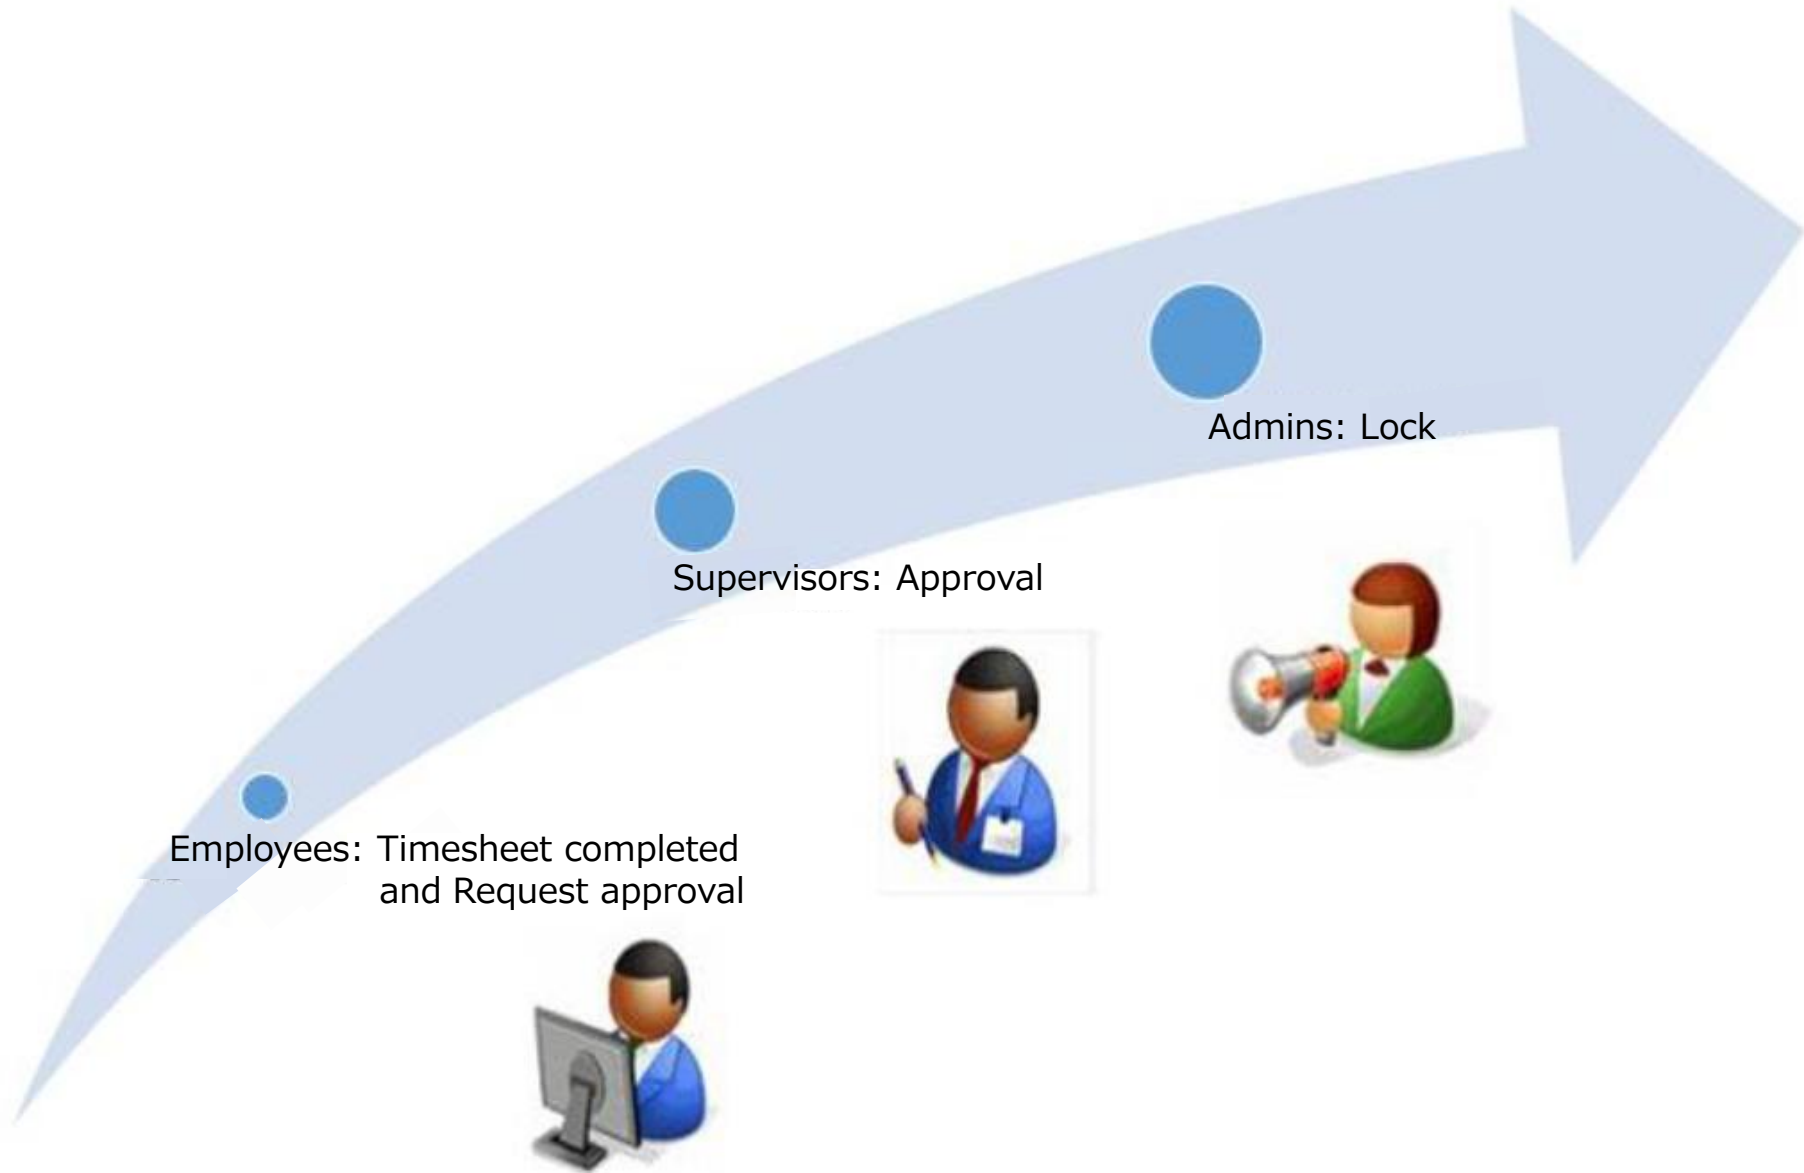 Admins: Lock
Supervisors: Approval
Employees: Timesheet completed
and Request approval